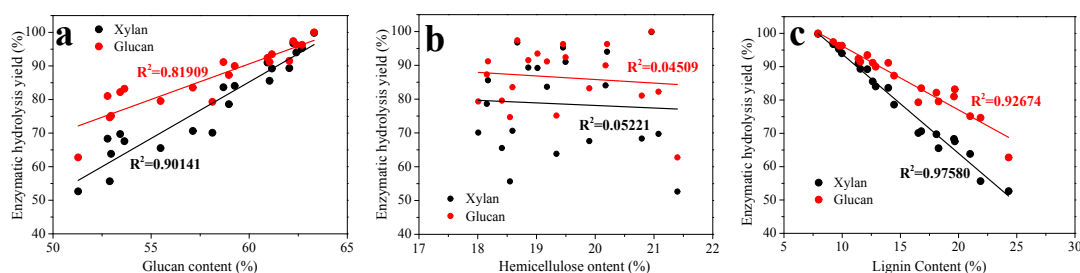 a
Xylan
Glucan
R²=0.81909
R²=0.90141
Enzymatic hydrolysis yield (%)
100
90
80
70
60
50
40
50
55
60
65
Glucan content (%)
b
R²=0.04509
R²=0.05221
Xylan
Glucan
Enzymatic hydrolysis yield (%)
100
90
80
70
60
50
40
17
18
19
20
21
22
Hemicellulose ontent (%)
c
R²=0.92674
R²=0.97580
Xylan
Glucan
Enzymatic hydrolysis yield (%)
100
90
80
70
60
50
40
5
10
15
20
25
30
Lignin Content (%)